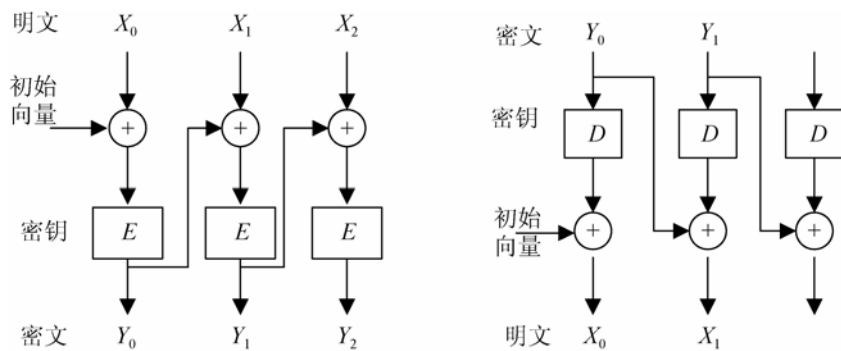 明文 X₀ X₁ X₂
初始
向量
+ + +
密钥 E E E
密文 Y₀ Y₁ Y₂
密文 Y₀ Y₁
密钥 D D D
初始
向量
+ + +
明文 X₀ X₁